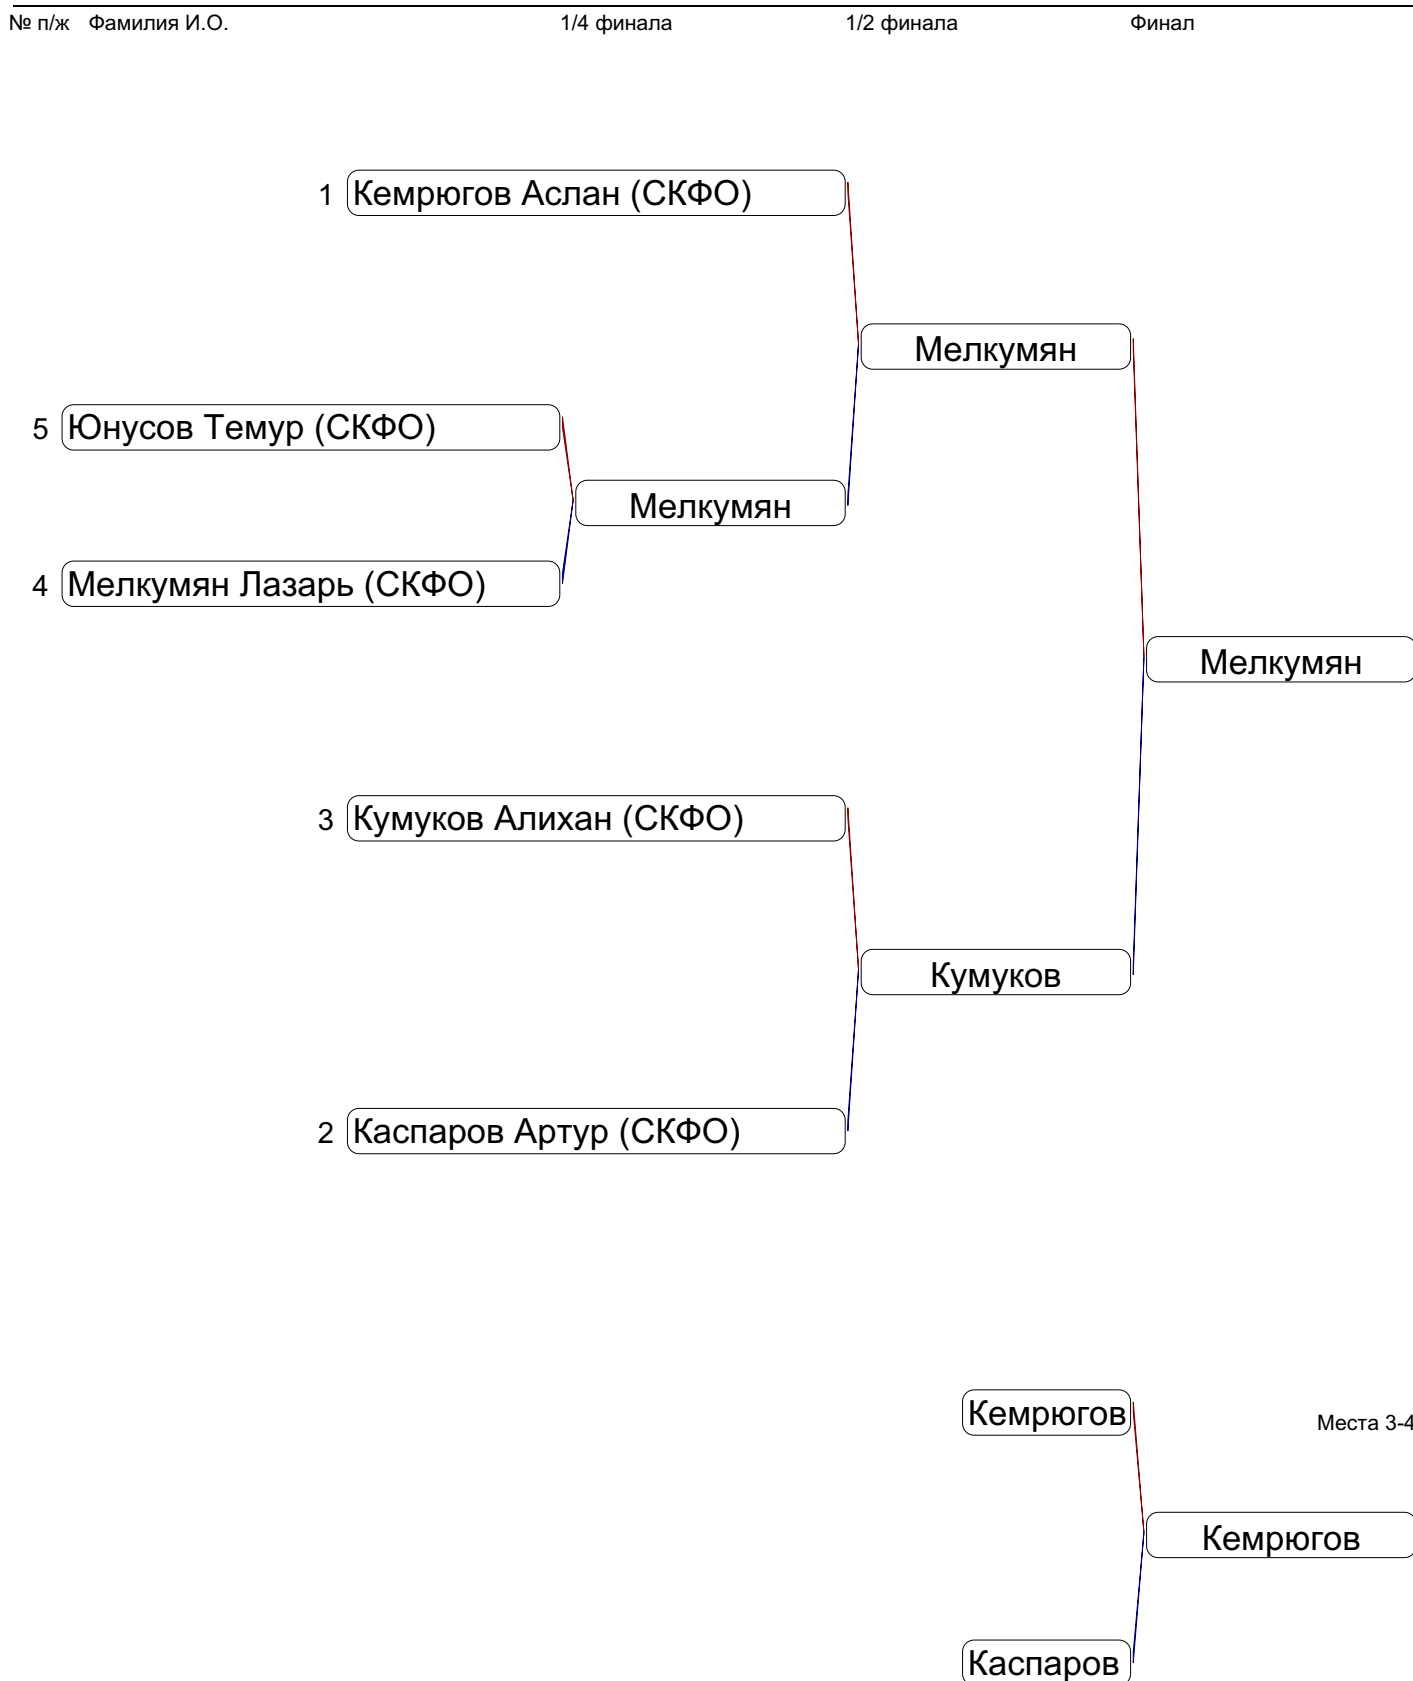 № п/ж Фамилия И.О. 1/4 финала 1/2 финала Финал
1 Кемрюгов Аслан (СКФО)
Мелкумян
5 Юнусов Темур (СКФО)
Мелкумян
4 Мелкумян Лазарь (СКФО)
Мелкумян
3 Кумуков Алихан (СКФО)
Кумуков
2 Каспаров Артур (СКФО)
Кемрюгов Места 3-4
Кемрюгов
Каспаров